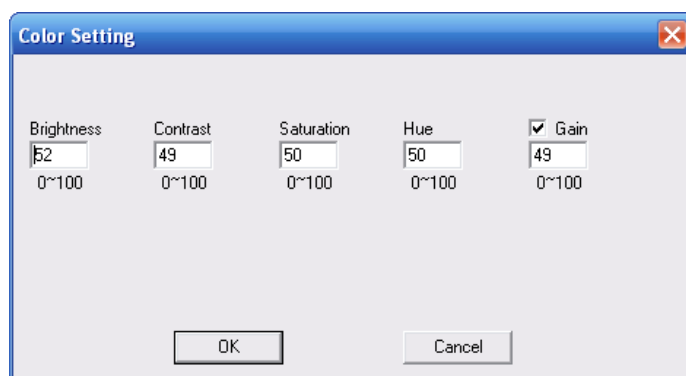 Color Setting
Brightness Contrast Saturation Hue Gain
52 49 50 50 49
0~100 0~100 0~100 0~100 0~100
OK Cancel